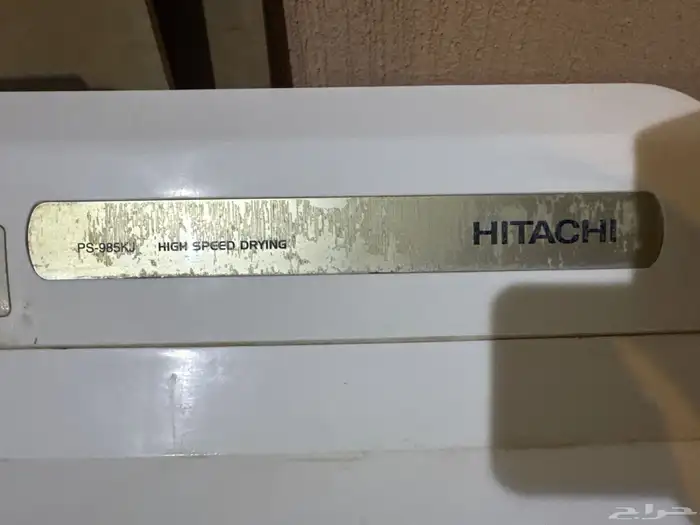 PS-985KJ HIGH SPEED DRYING HITACHI
حراج